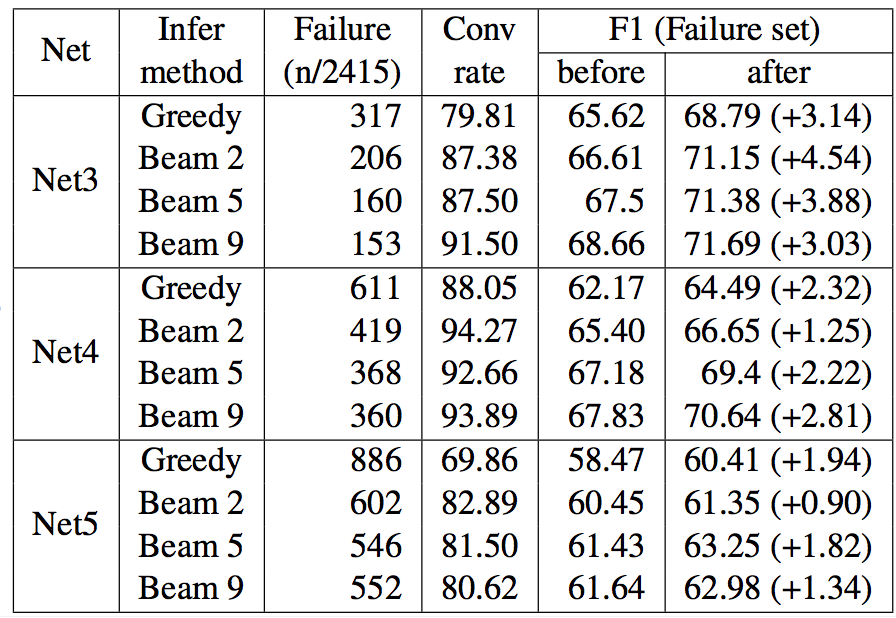 Net Infer method Failure (n/2415) Conv rate F1 (Failure set)
before after
Net3 Greedy 317 79.81 65.62 68.79 (+3.14)
Beam 2 206 87.38 66.61 71.15 (+4.54)
Beam 5 160 87.50 67.5 71.38 (+3.88)
Beam 9 153 91.50 68.66 71.69 (+3.03)
Net4 Greedy 611 88.05 62.17 64.49 (+2.32)
Beam 2 419 94.27 65.40 66.65 (+1.25)
Beam 5 368 92.66 67.18 69.4 (+2.22)
Beam 9 360 93.89 67.83 70.64 (+2.81)
Net5 Greedy 886 69.86 58.47 60.41 (+1.94)
Beam 2 602 82.89 60.45 61.35 (+0.90)
Beam 5 546 81.50 61.43 63.25 (+1.82)
Beam 9 552 80.62 61.64 62.98 (+1.34)